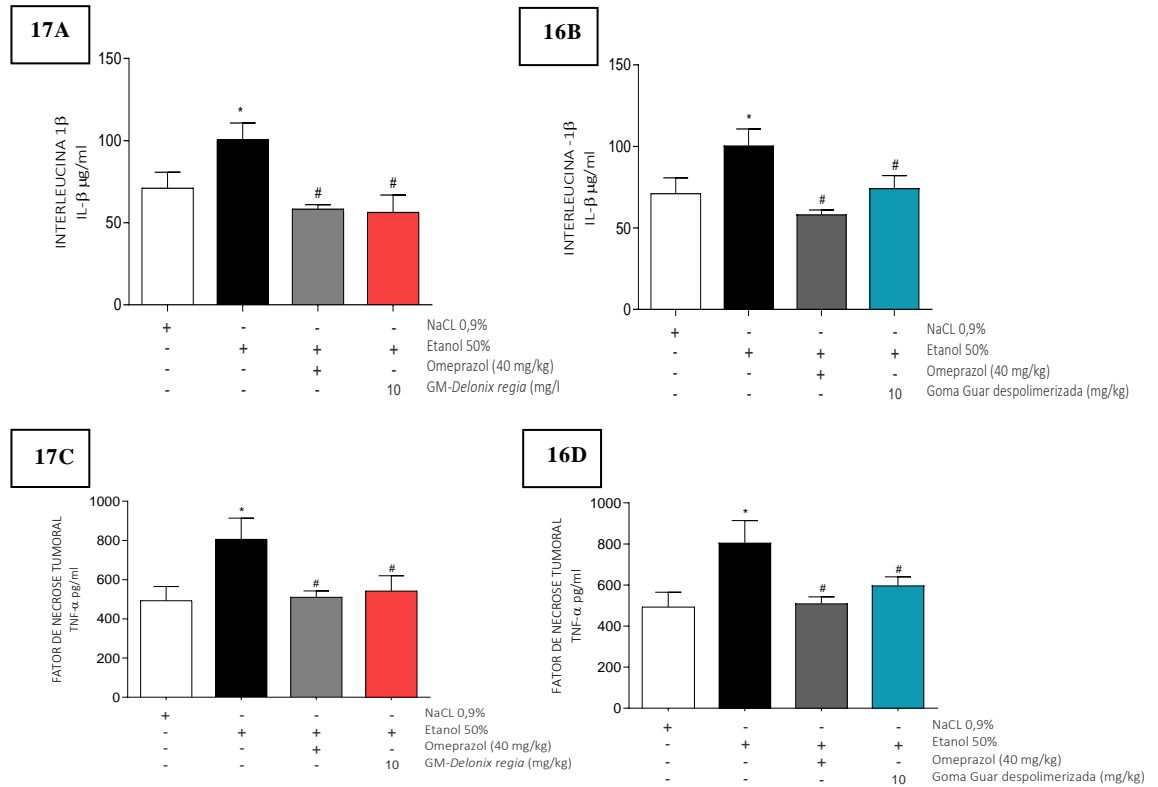 17A
INTERLEUCINA 1β
IL-β µg/ml
150
100
50
0
*
#
#
+ - - - NaCL 0,9%
- + + + Etanol 50%
- - + - Omeprazol (40 mg/kg)
- - - 10 GM-Delonix regia (mg/l
16B
INTERLEUCINA -1β
IL-β µg/ml
150
100
50
0
*
#
#
+ - - - NaCL 0,9%
- + + + Etanol 50%
- - + - Omeprazol (40 mg/kg)
- - - 10 Goma Guar despolimerizada (mg/kg)
17C
FATOR DE NECROSE TUMORAL
TNF-α pg/ml
1000
800
600
400
200
0
*
#
#
+ - - - NaCL 0,9%
- + + + Etanol 50%
- - + - Omeprazol (40 mg/kg)
- - - 10 GM-Delonix regia (mg/kg)
16D
FATOR DE NECROSE TUMORAL
TNF-α pg/ml
1000
800
600
400
200
0
*
#
#
+ - - - NaCL 0,9%
- + + + Etanol 50%
- - + - Omeprazol (40 mg/kg)
- - - 10 Goma Guar despolimerizada (mg/kg)